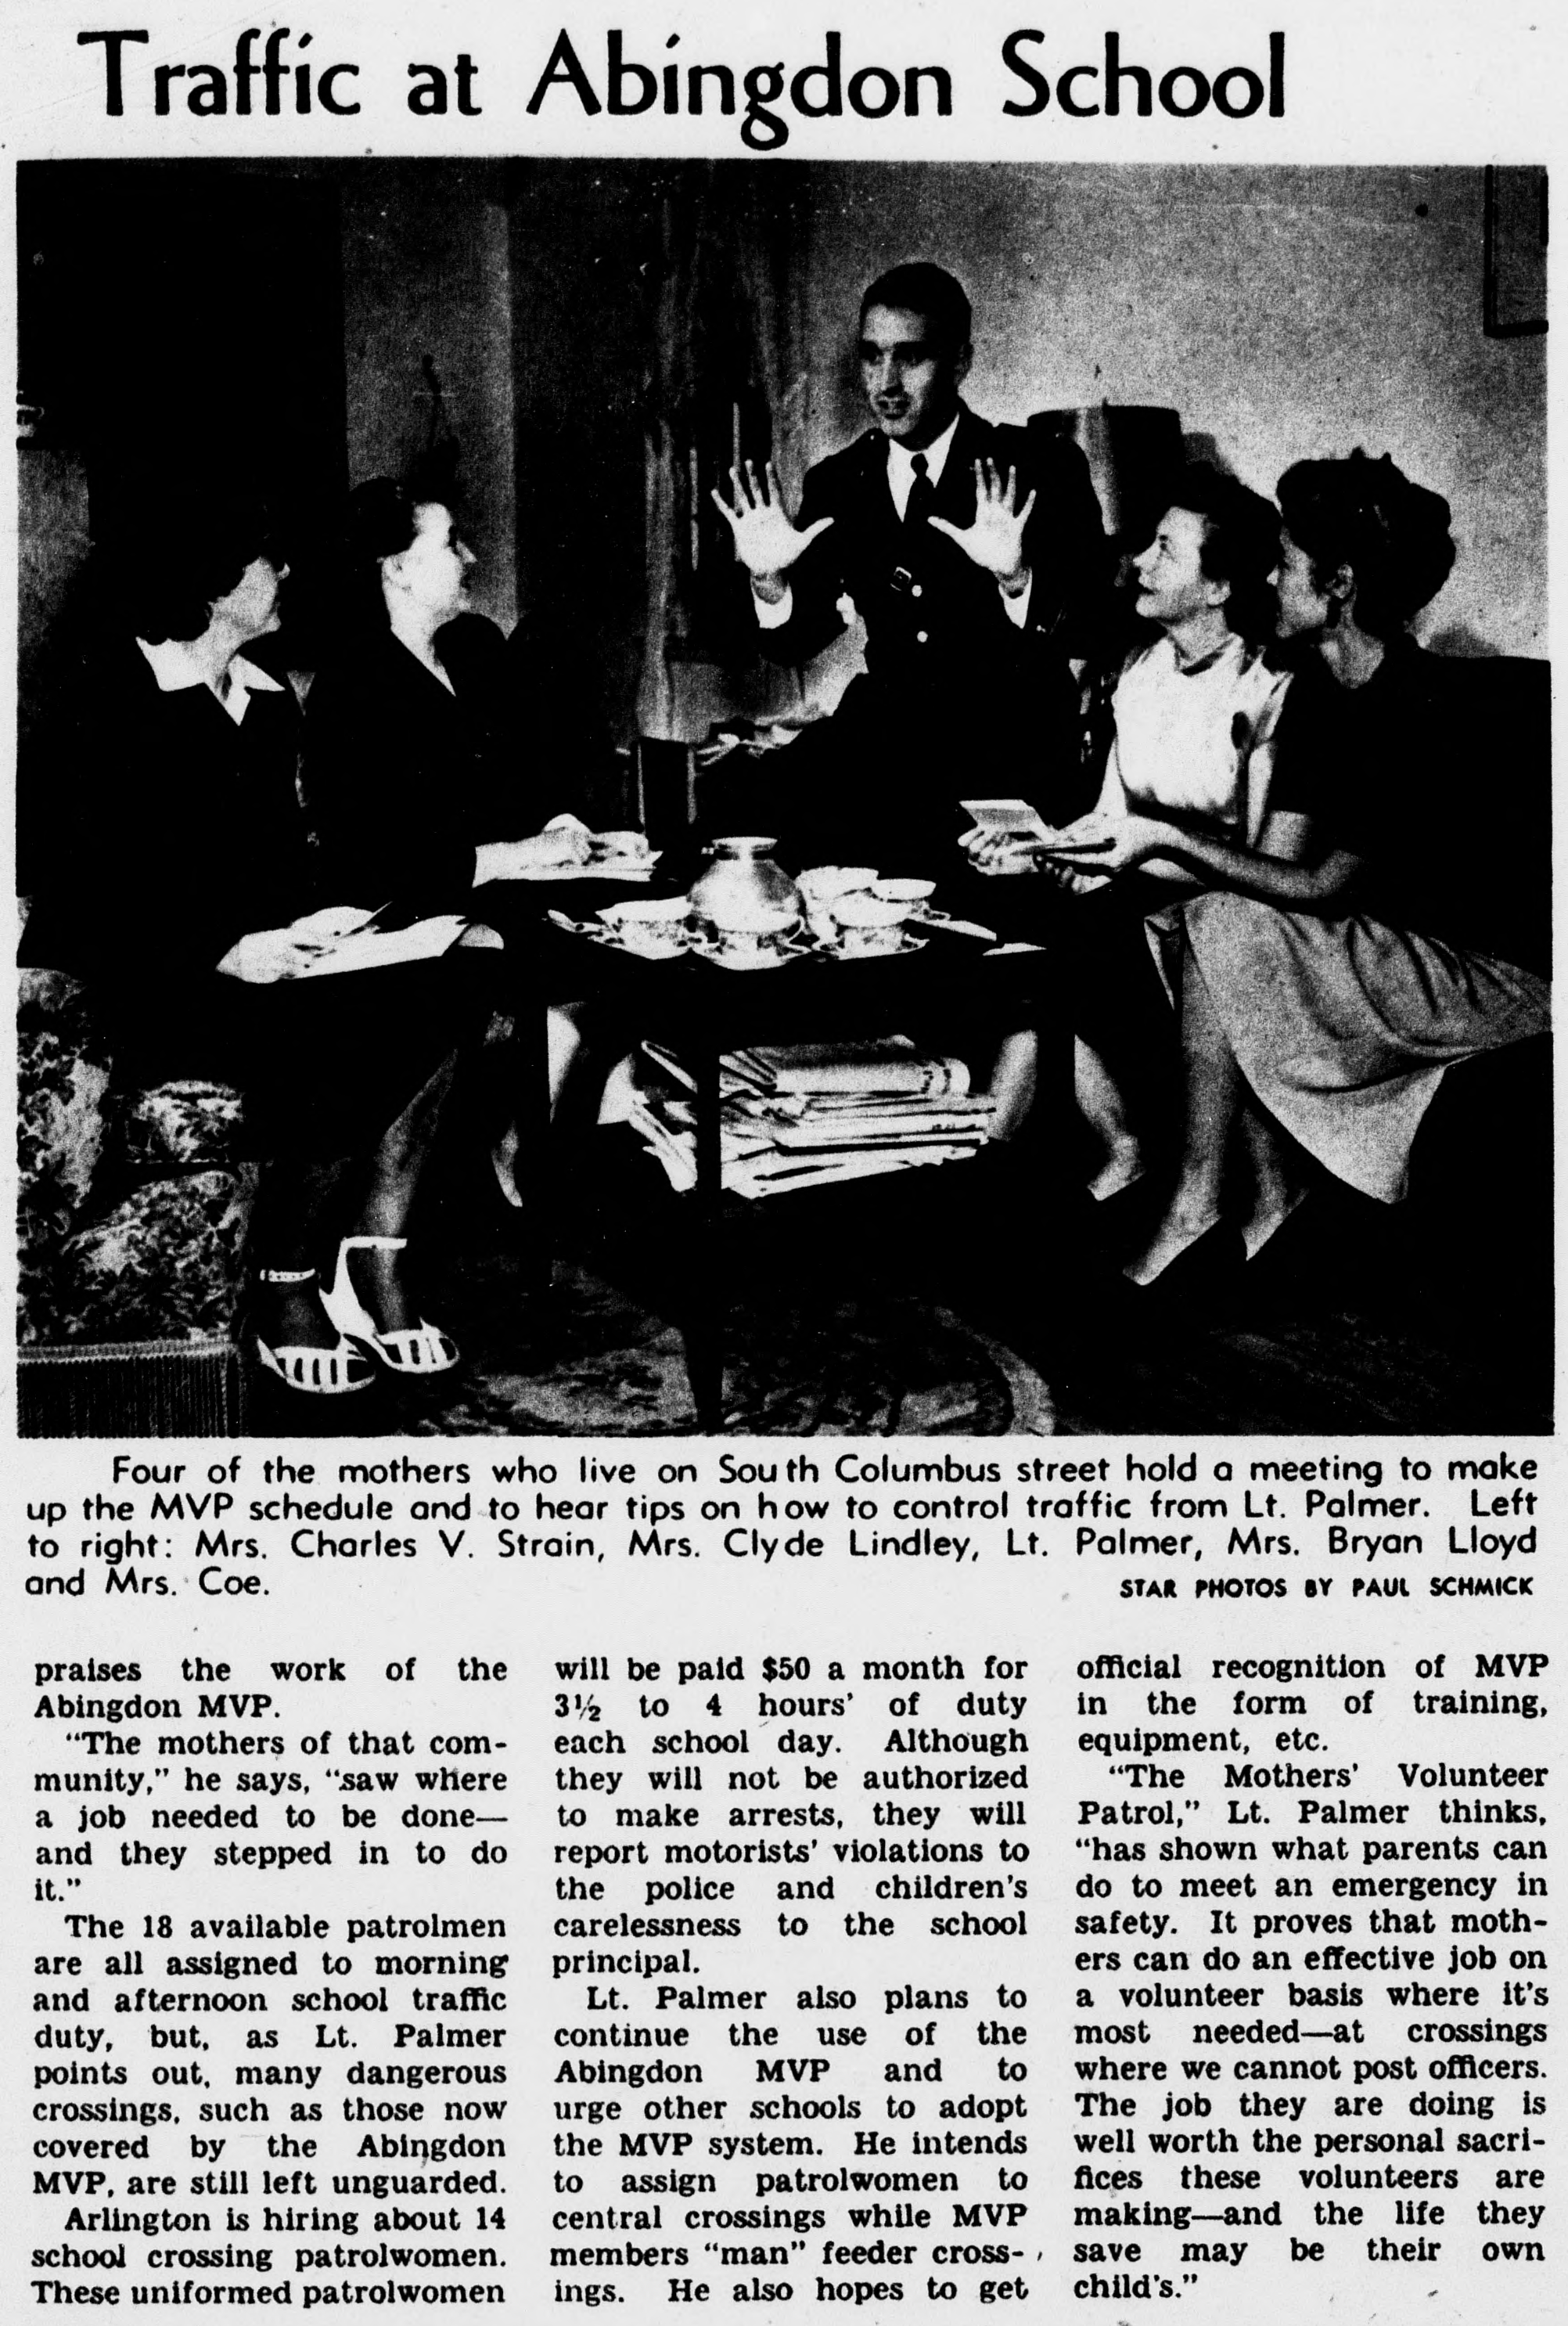 Traffic at Abingdon School
Four of the mothers who live on South Columbus street hold a meeting to make
up the MVP schedule and to hear tips on how to control traffic from Lt. Palmer. Left
to right: Mrs. Charles V. Strain, Mrs. Clyde Lindley, Lt. Palmer, Mrs. Bryan Lloyd
and Mrs. Coe.
STAR PHOTOS BY PAUL SCHMICK
praises the work of the
Abingdon MVP.
"The mothers of that com-
munity," he says, "saw where
a job needed to be done—
and they stepped in to do
it."
The 18 available patrolmen
are all assigned to morning
and afternoon school traffic
duty, but, as Lt. Palmer
points out, many dangerous
crossings, such as those now
covered by the Abingdon
MVP, are still left unguarded.
Arlington is hiring about 14
school crossing patrolwomen.
These uniformed patrolwomen
will be paid $50 a month for
3½ to 4 hours' of duty
each school day. Although
they will not be authorized
to make arrests, they will
report motorists' violations to
the police and children's
carelessness to the school
principal.
Lt. Palmer also plans to
continue the use of the
Abingdon MVP and to
urge other schools to adopt
the MVP system. He intends
to assign patrolwomen to
central crossings while MVP
members "man" feeder cross-
ings. He also hopes to get
official recognition of MVP
in the form of training,
equipment, etc.
"The Mothers' Volunteer
Patrol," Lt. Palmer thinks,
"has shown what parents can
do to meet an emergency in
safety. It proves that moth-
ers can do an effective job on
a volunteer basis where it's
most needed—at crossings
where we cannot post officers.
The job they are doing is
well worth the personal sacri-
fices these volunteers are
making—and the life they
save may be their own
child's."